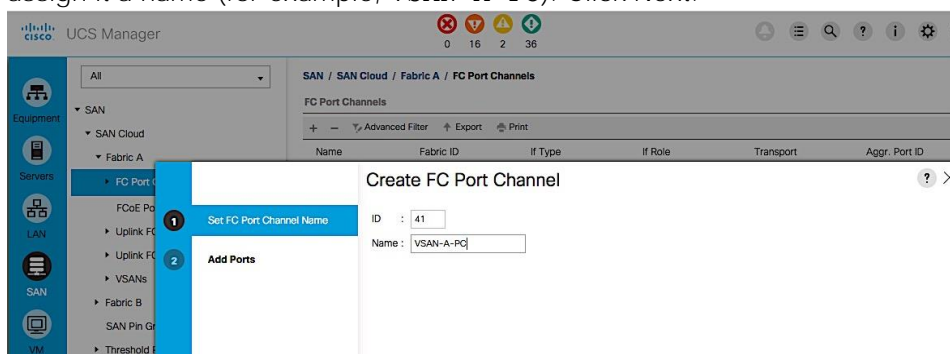 assign it a name (for example, VSAN-A-PC). Click Next.
cisco UCS Manager
0 16 2 36
All
SAN / SAN Cloud / Fabric A / FC Port Channels
FC Port Channels
Equipment
SAN
+ − Advanced Filter Export Print
SAN Cloud
Name Fabric ID If Type If Role Transport Aggr. Port ID
Fabric A
Servers
FC Port
Create FC Port Channel
FCoE Po
1 Set FC Port Channel Name
ID : 41
LAN
Uplink FC
Name : VSAN-A-PC
Uplink FC
2 Add Ports
VSANs
SAN
Fabric B
SAN Pin Gr
VM
Threshold